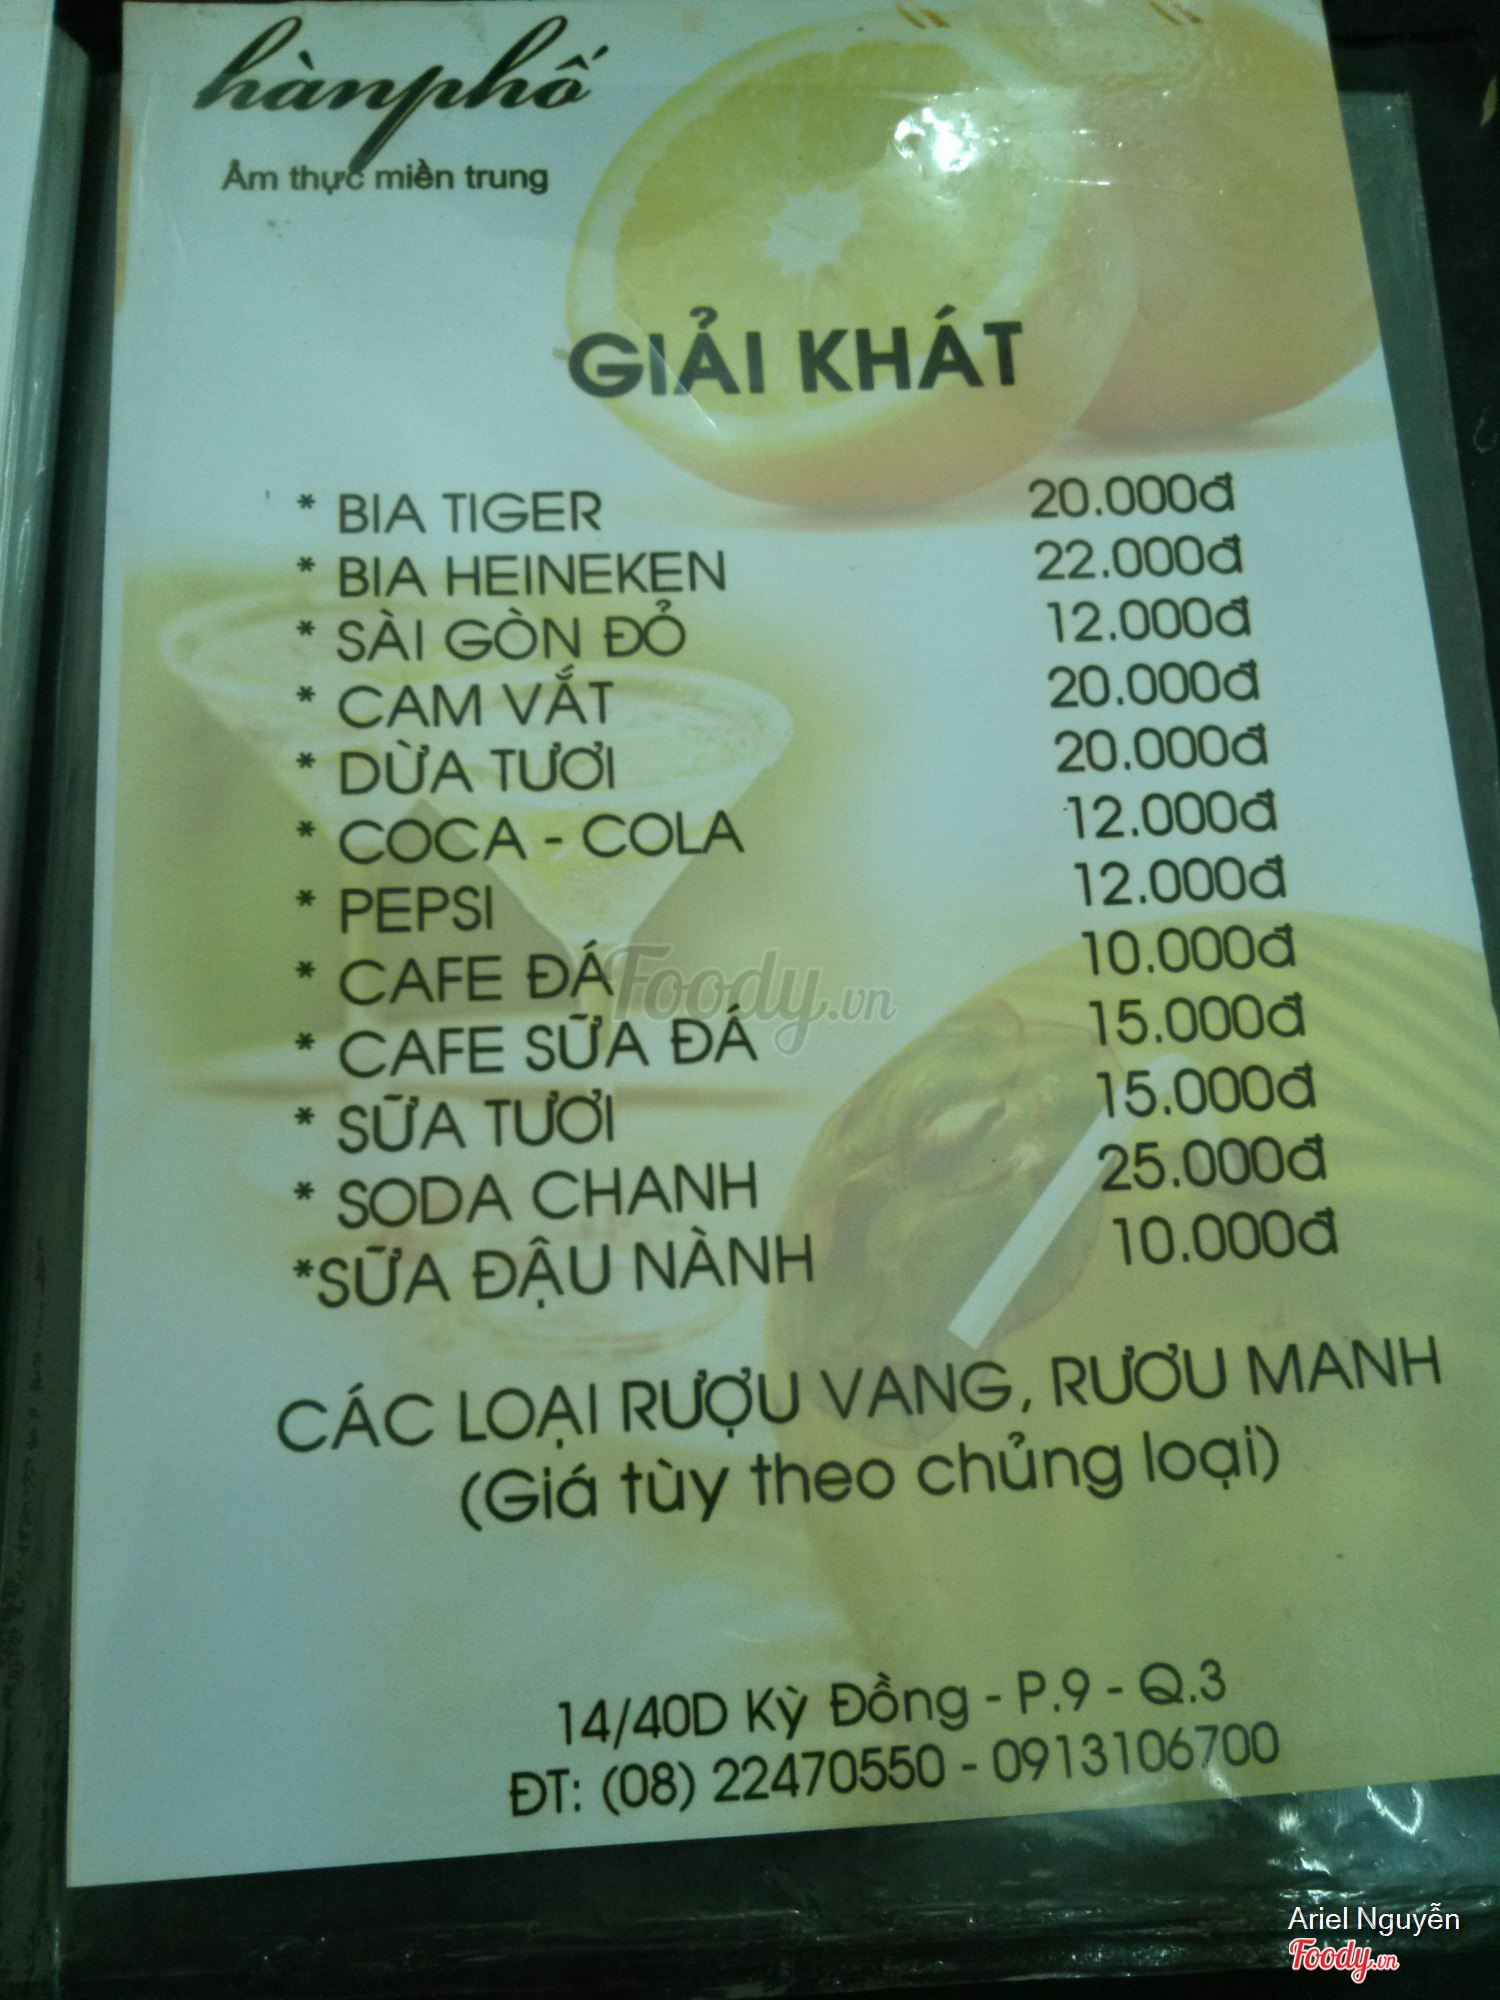 hànphố
Ẩm thực miền trung
GIẢI KHÁT
* BIA TIGER 20.000đ
* BIA HEINEKEN 22.000đ
* SÀI GÒN ĐỎ 12.000đ
* CAM VẮT 20.000đ
* DỪA TƯƠI 20.000đ
* COCA - COLA 12.000đ
* PEPSI 12.000đ
* CAFE ĐÁ 10.000đ
* CAFE SỮA ĐÁ 15.000đ
* SỮA TƯƠI 15.000đ
* SODA CHANH 25.000đ
*SỮA ĐẬU NÀNH 10.000đ
Foody.vn
CÁC LOẠI RƯỢU VANG, RƯƠU MANH
(Giá tùy theo chủng loại)
14/40D Kỳ Đồng - P.9 - Q.3
ĐT: (08) 22470550 - 0913106700
Ariel Nguyễn
Foody.vn